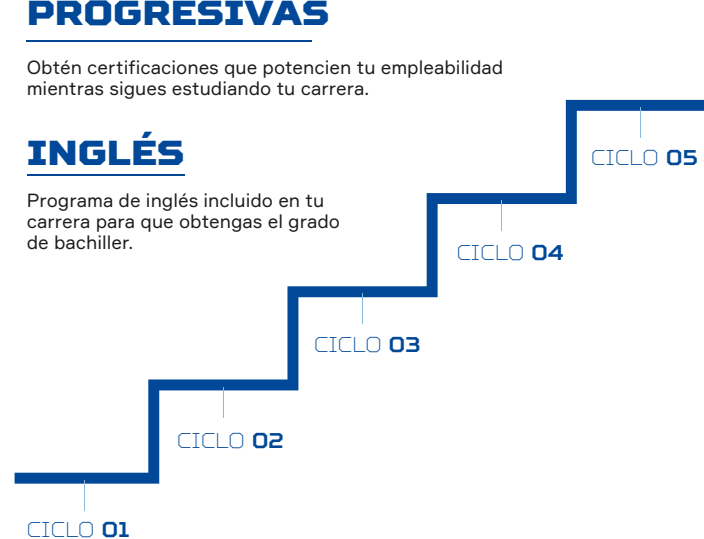 PROGRESIVAS
Obtén certificaciones que potencien tu empleabilidad
mientras sigues estudiando tu carrera.
INGLÉS
Programa de inglés incluido en tu
carrera para que obtengas el grado
de bachiller.
CICLO 05
CICLO 04
CICLO 03
CICLO 02
CICLO 01